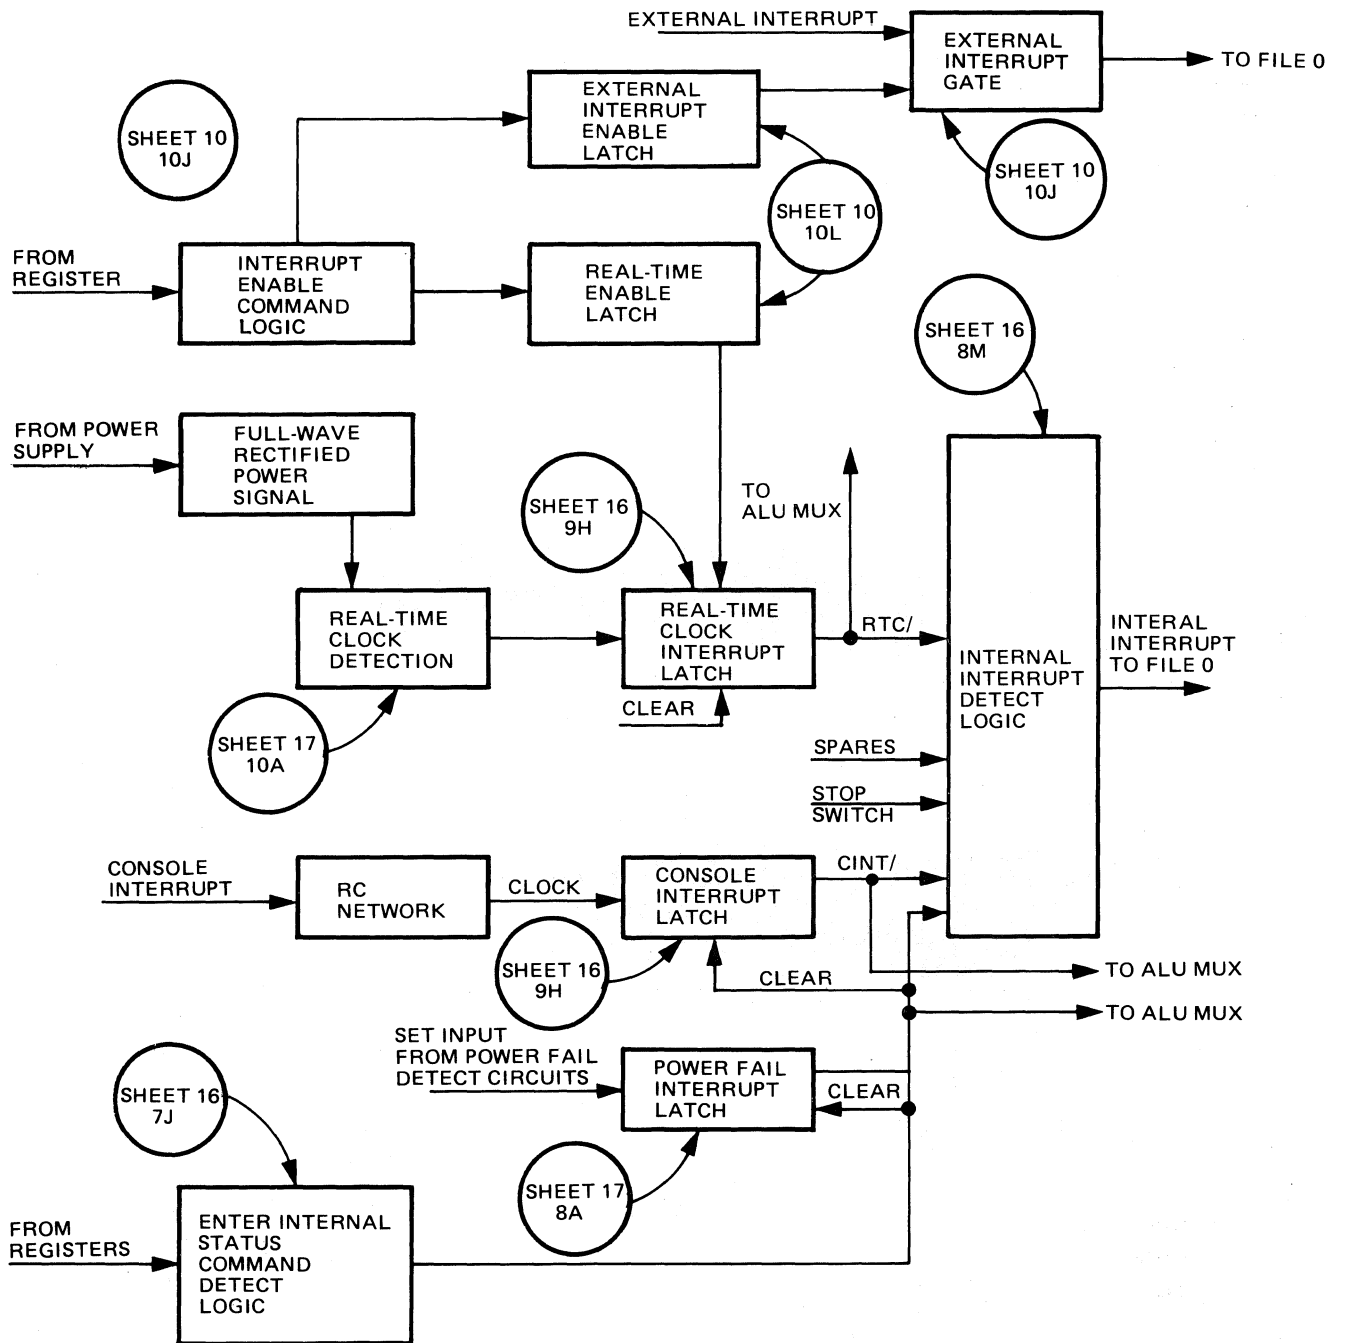 EXTERNAL INTERRUPT
EXTERNAL
INTERRUPT
GATE
TO FILE 0
EXTERNAL
INTERRUPT
ENABLE
LATCH
SHEET 10
10J
SHEET 10
10J
SHEET 10
10L
FROM
REGISTER
INTERRUPT
ENABLE
COMMAND
LOGIC
REAL-TIME
ENABLE
LATCH
SHEET 16
8M
FROM POWER
SUPPLY
FULL-WAVE
RECTIFIED
POWER
SIGNAL
SHEET 16
9H
TO
ALU MUX
REAL-TIME
CLOCK
DETECTION
REAL-TIME
CLOCK
INTERRUPT
LATCH
RTC/
INTERNAL
INTERRUPT
DETECT
LOGIC
INTERAL
INTERRUPT
TO FILE 0
CLEAR
SHEET 17
10A
SPARES
STOP
SWITCH
CONSOLE
INTERRUPT
RC
NETWORK
CLOCK
CONSOLE
INTERRUPT
LATCH
CINT/
SHEET 16
9H
CLEAR
TO ALU MUX
TO ALU MUX
SET INPUT
FROM POWER FAIL
DETECT CIRCUITS
POWER FAIL
INTERRUPT
LATCH
CLEAR
SHEET 16
7J
SHEET 17
8A
FROM
REGISTERS
ENTER INTERNAL
STATUS
COMMAND
DETECT
LOGIC